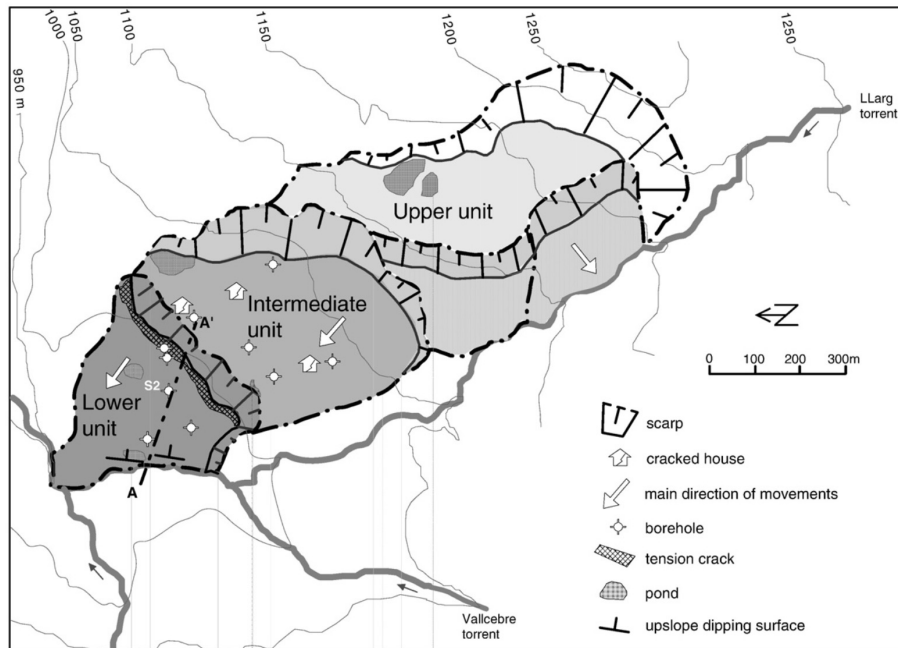 950 m
1000
1050
1100
1150
1200
1250
1250
LLarg
torrent
Upper unit
Intermediate
unit
A'
S2
Lower
unit
A
N
0 100 200 300m
scarp
cracked house
main direction of movements
borehole
tension crack
pond
upslope dipping surface
Vallcebre
torrent